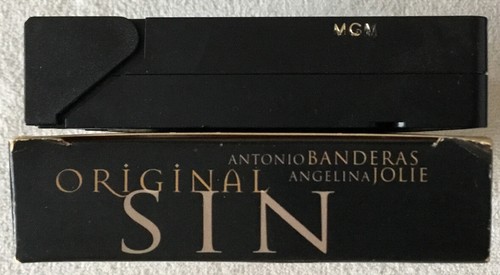 MGM
ANTONIO BANDERAS
ANGELINA JOLIE
ORiGiNAL
SIN